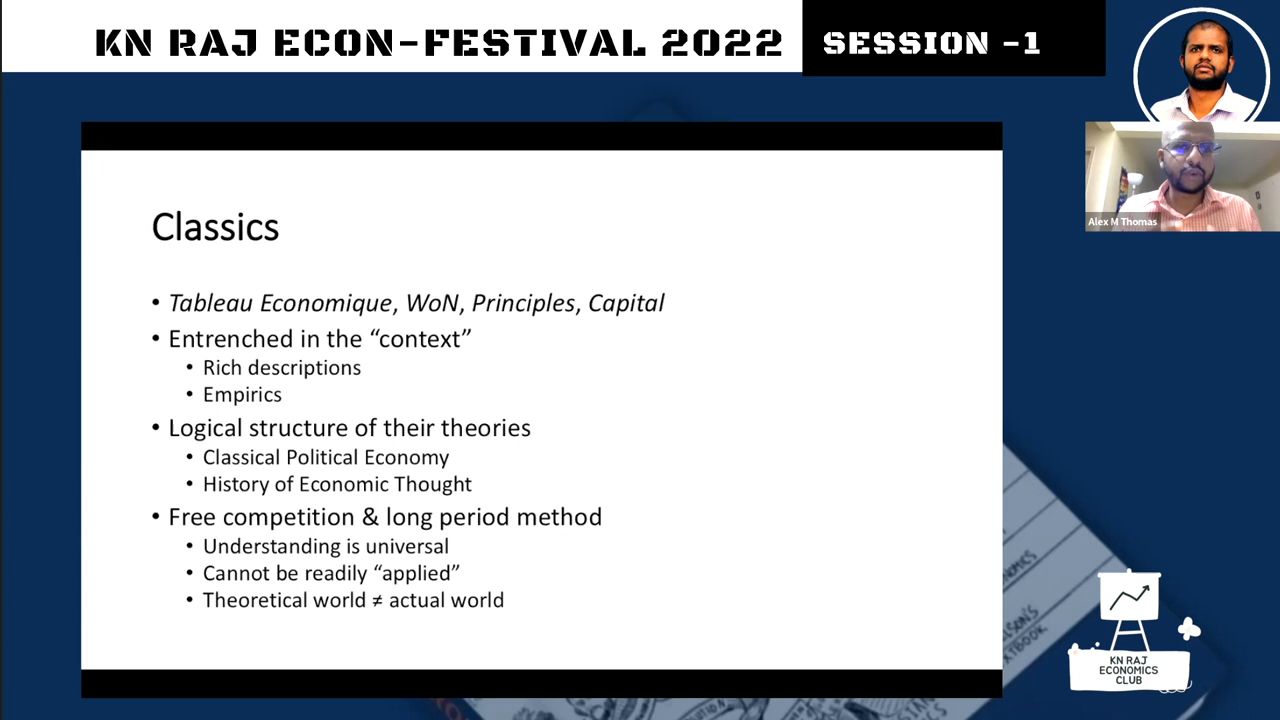 KN RAJ ECON-FESTIVAL 2022
SESSION -1
Alex M Thomas
Classics
• Tableau Economique, WoN, Principles, Capital
• Entrenched in the “context”
• Rich descriptions
• Empirics
• Logical structure of their theories
• Classical Political Economy
• History of Economic Thought
• Free competition & long period method
• Understanding is universal
• Cannot be readily “applied”
• Theoretical world ≠ actual world
KN RAJ
ECONOMICS
CLUB